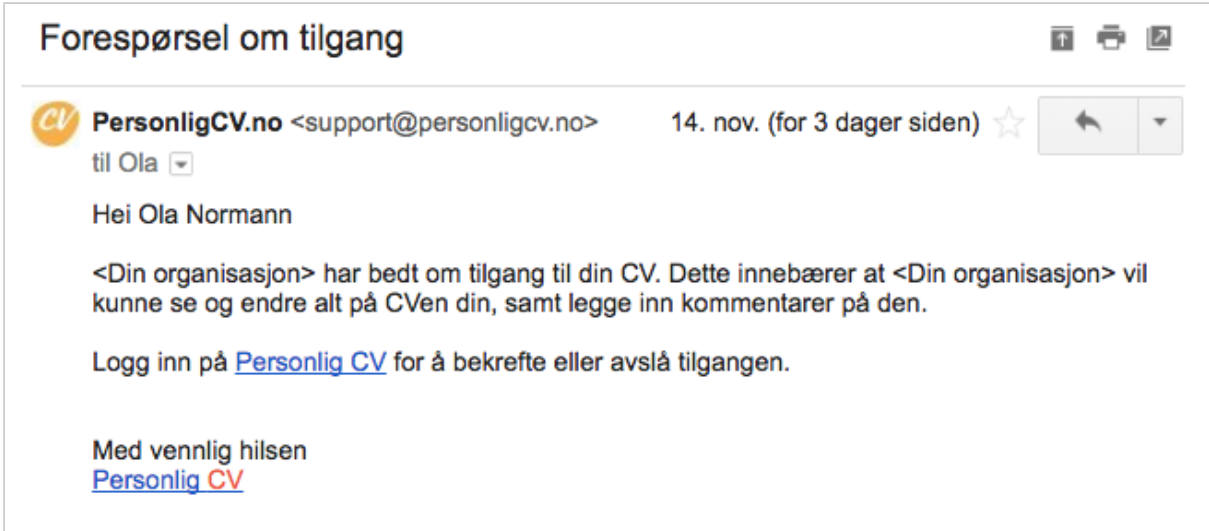 Forespørsel om tilgang
CV PersonligCV.no <support@personligcv.no> 14. nov. (for 3 dager siden)
til Ola
Hei Ola Normann
<Din organisasjon> har bedt om tilgang til din CV. Dette innebærer at <Din organisasjon> vil
kunne se og endre alt på CVen din, samt legge inn kommentarer på den.
Logg inn på Personlig CV for å bekrefte eller avslå tilgangen.
Med vennlig hilsen
Personlig CV